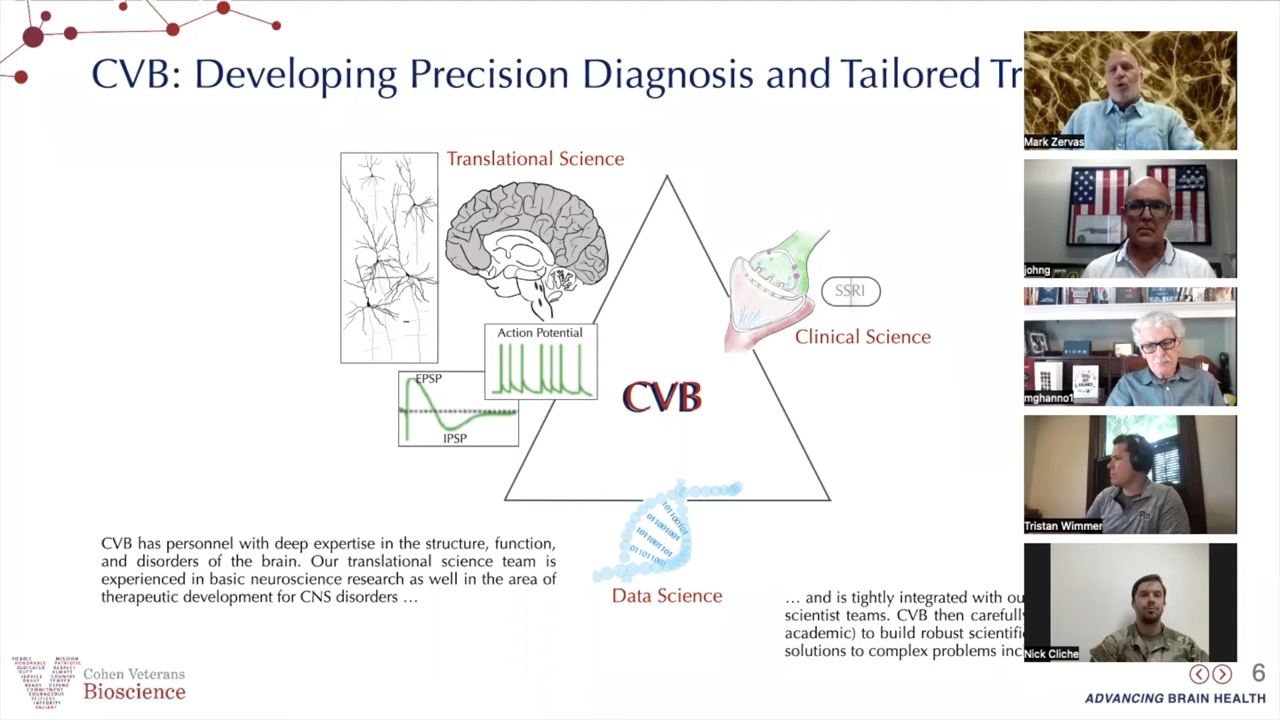 CVB: Developing Precision Diagnosis and Tailored Tr
Translational Science
Action Potential
EPSP
IPSP
SSRI
Clinical Science
CVB
Data Science
CVB has personnel with deep expertise in the structure, function,
and disorders of the brain. Our translational science team is
experienced in basic neuroscience research as well in the area of
therapeutic development for CNS disorders …
… and is tightly integrated with ou
scientist teams. CVB then carefully
academic) to build robust scientifi
solutions to complex problems inc
Mark Zervas
johng
mghanno1
Tristan Wimmer
Nick Cliche
Cohen Veterans
Bioscience
6
ADVANCING BRAIN HEALTH